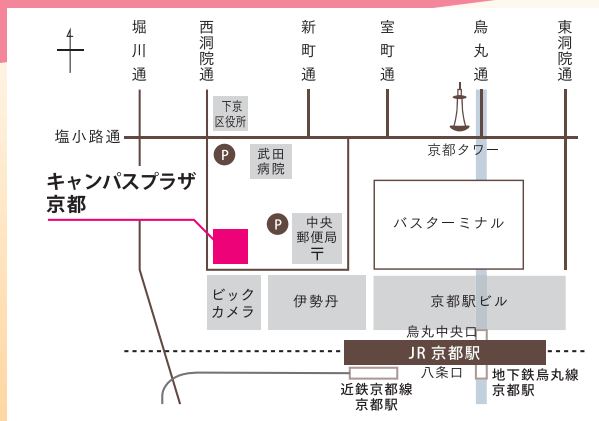 堀川通
西洞院通
新町通
室町通
烏丸通
東洞院通
下京
区役所
塩小路通
京都タワー
P
武田
病院
キャンパスプラザ
京都
P
中央
郵便局
〒
バスターミナル
ビック
カメラ
伊勢丹
京都駅ビル
烏丸中央口
JR 京都駅
八条口
地下鉄烏丸線
京都駅
近鉄京都線
京都駅